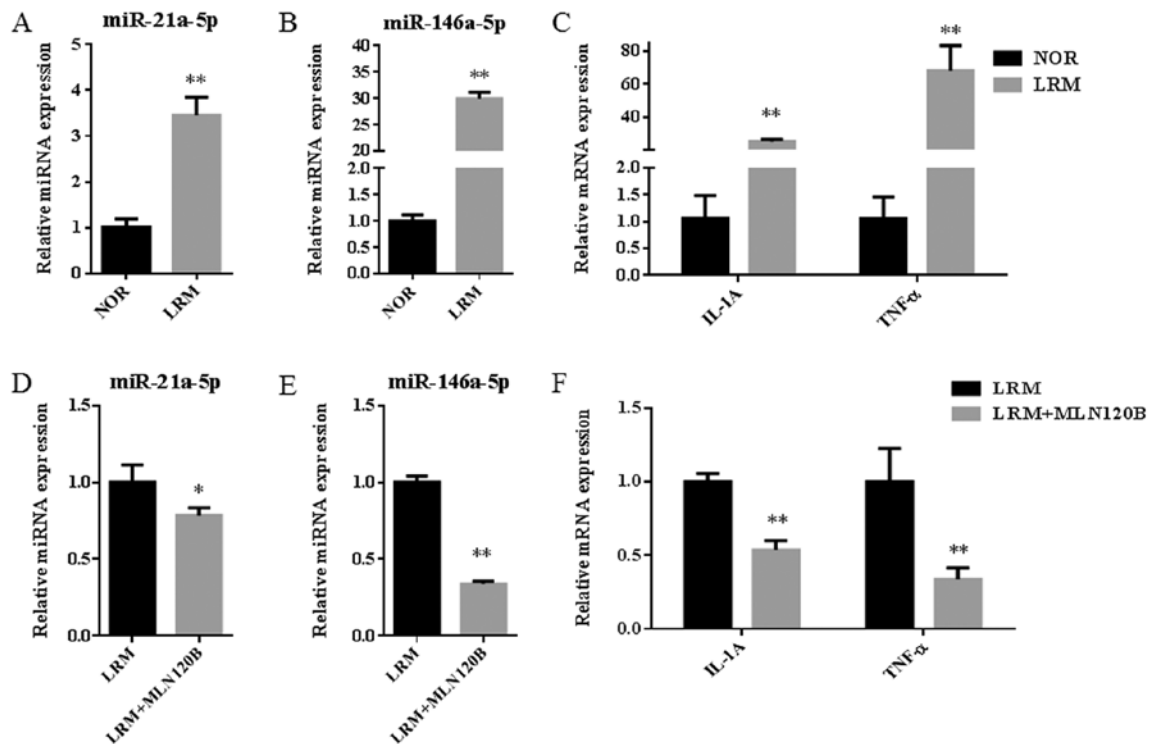 A
miR-21a-5p
Relative miRNA expression
5
4
3
2
1
0
**
NOR
LRM
B
miR-146a-5p
Relative miRNA expression
40
35
30
25
20
2.0
1.5
1.0
0.5
0.0
**
NOR
LRM
C
Relative mRNA expression
80
60
40
2.0
1.5
1.0
0.5
0.0
**
**
IL-1A
TNF-α
NOR
LRM
D
miR-21a-5p
Relative miRNA expression
1.5
1.0
0.5
0.0
*
LRM
LRM+MLN120B
E
miR-146a-5p
Relative miRNA expression
1.5
1.0
0.5
0.0
**
LRM
LRM+MLN120B
F
Relative mRNA expression
1.5
1.0
0.5
0.0
**
**
IL-1A
TNF-α
LRM
LRM+MLN120B